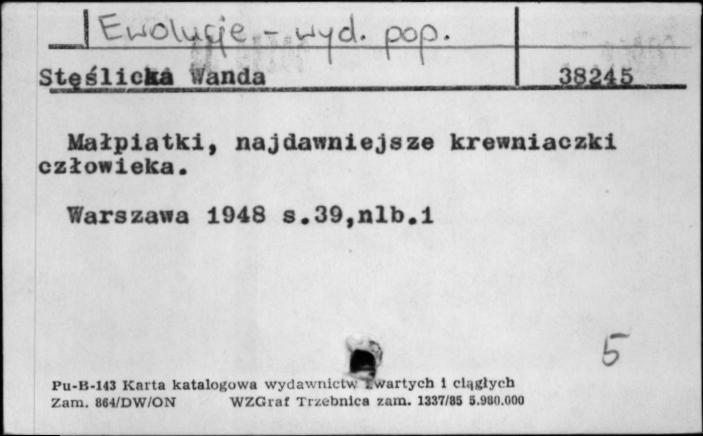 Ewolucje - wyd. pop.
Stęślicka Wanda 38245
Małpiatki, najdawniejsze krewniaczki
człowieka.
Warszawa 1948 s.39,nlb.1
5
Pu-B-143 Karta katalogowa wydawnictw zwartych i ciągłych
Zam. 864/DW/ON WZGraf Trzebnica zam. 1337/85 5.980.000